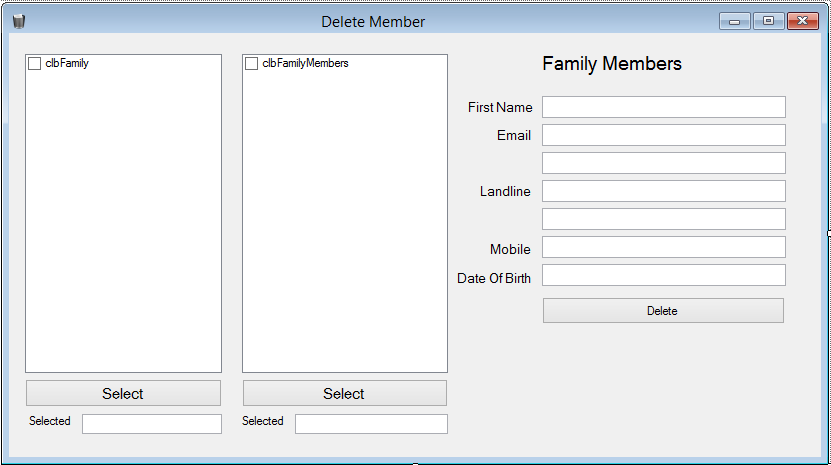 Delete Member
clbFamily
clbFamilyMembers
Family Members
First Name
Email
Landline
Mobile
Date Of Birth
Delete
Select
Select
Selected
Selected